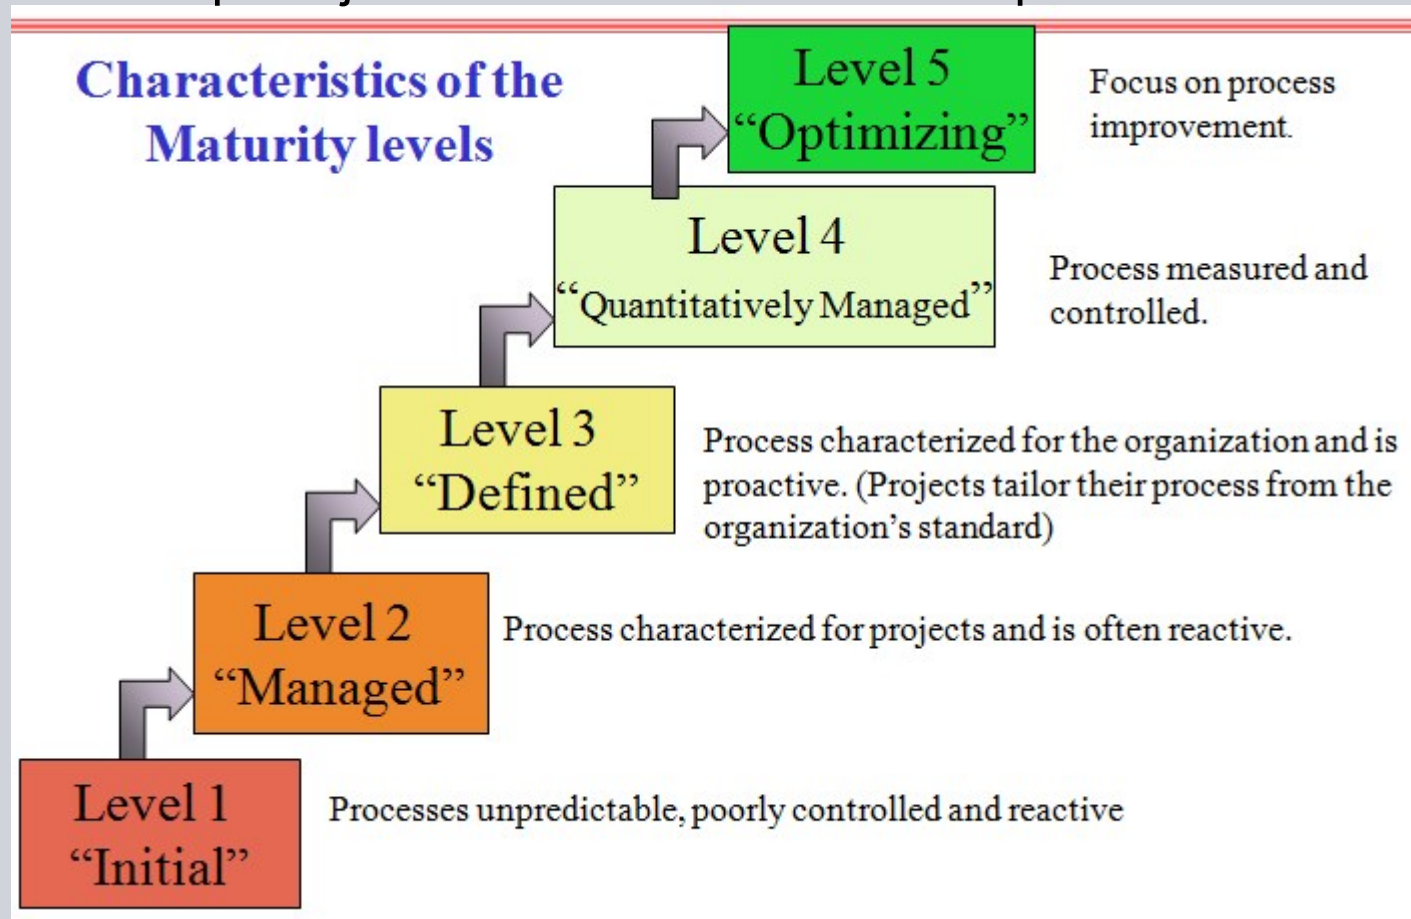 Characteristics of the
Maturity levels
Level 5
“Optimizing”
Focus on process
improvement.
Level 4
“Quantitatively Managed”
Process measured and
controlled.
Level 3
“Defined”
Process characterized for the organization and is
proactive. (Projects tailor their process from the
organization’s standard)
Level 2
“Managed”
Process characterized for projects and is often reactive.
Level 1
“Initial”
Processes unpredictable, poorly controlled and reactive